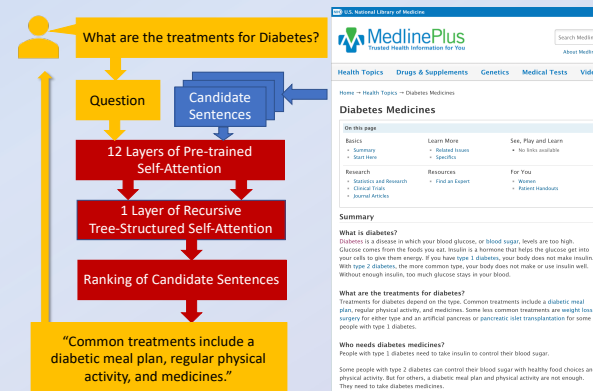 What are the treatments for Diabetes?
Question
Candidate
Sentences
12 Layers of Pre-trained
Self-Attention
1 Layer of Recursive
Tree-Structured Self-Attention
Ranking of Candidate Sentences
"Common treatments include a
diabetic meal plan, regular physical
activity, and medicines."
NIH U.S. National Library of Medicine
MedlinePlus
Trusted Health Information for You
Search Medline
About Medlin
Health Topics Drugs & Supplements Genetics Medical Tests Vide
Home → Health Topics → Diabetes Medicines
Diabetes Medicines
On this page
Basics
Summary
Start Here
Learn More
Related Issues
Specifics
See, Play and Learn
No links available
Research
Statistics and Research
Clinical Trials
Journal Articles
Resources
Find an Expert
For You
Women
Patient Handouts
Summary
What is diabetes?
Diabetes is a disease in which your blood glucose, or blood sugar, levels are too high.
Glucose comes from the foods you eat. Insulin is a hormone that helps the glucose get into
your cells to give them energy. If you have type 1 diabetes, your body does not make insulin.
With type 2 diabetes, the more common type, your body does not make or use insulin well.
Without enough insulin, too much glucose stays in your blood.
What are the treatments for diabetes?
Treatments for diabetes depend on the type. Common treatments include a diabetic meal
plan, regular physical activity, and medicines. Some less common treatments are weight loss
surgery for either type and an artificial pancreas or pancreatic islet transplantation for some
people with type 1 diabetes.
Who needs diabetes medicines?
People with type 1 diabetes need to take insulin to control their blood sugar.
Some people with type 2 diabetes can control their blood sugar with healthy food choices and
physical activity. But for others, a diabetic meal plan and physical activity are not enough.
They need to take diabetes medicines.